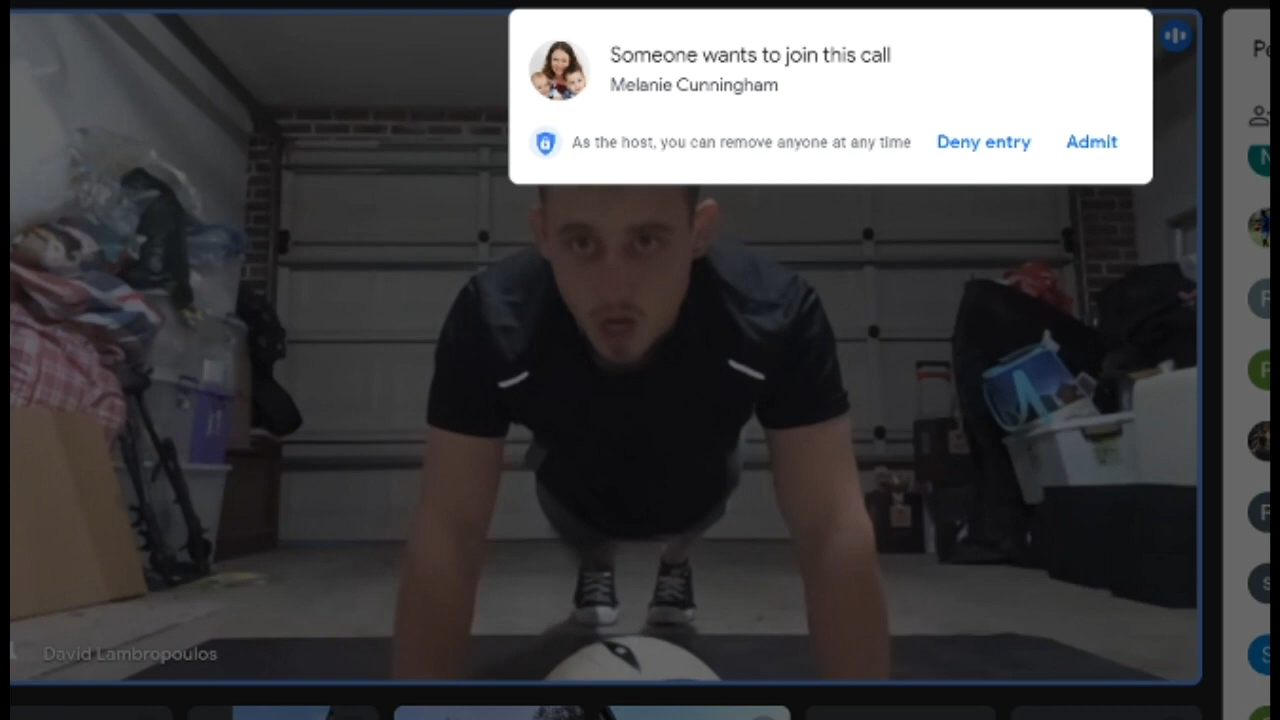 Someone wants to join this call
Melanie Cunningham
As the host, you can remove anyone at any time
Deny entry
Admit
David Lambropoulos